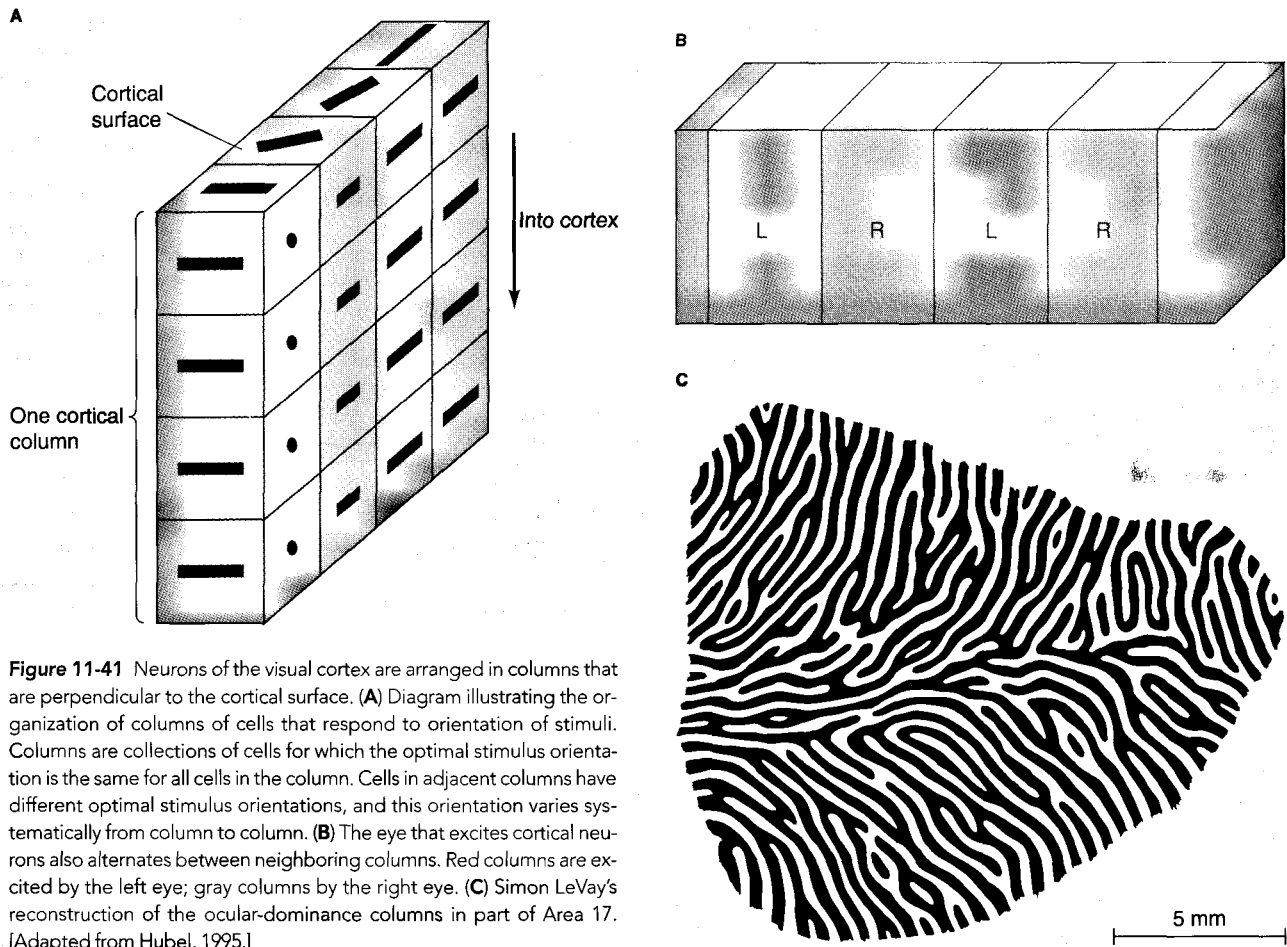 A
Cortical
surface
Into cortex
One cortical
column
Figure 11-41 Neurons of the visual cortex are arranged in columns that
are perpendicular to the cortical surface. (A) Diagram illustrating the or-
ganization of columns of cells that respond to orientation of stimuli.
Columns are collections of cells for which the optimal stimulus orienta-
tion is the same for all cells in the column. Cells in adjacent columns have
different optimal stimulus orientations, and this orientation varies sys-
tematically from column to column. (B) The eye that excites cortical neu-
rons also alternates between neighboring columns. Red columns are ex-
cited by the left eye; gray columns by the right eye. (C) Simon LeVay's
reconstruction of the ocular-dominance columns in part of Area 17.
[Adapted from Hubel, 1995.]
B
L R L R
C
5 mm